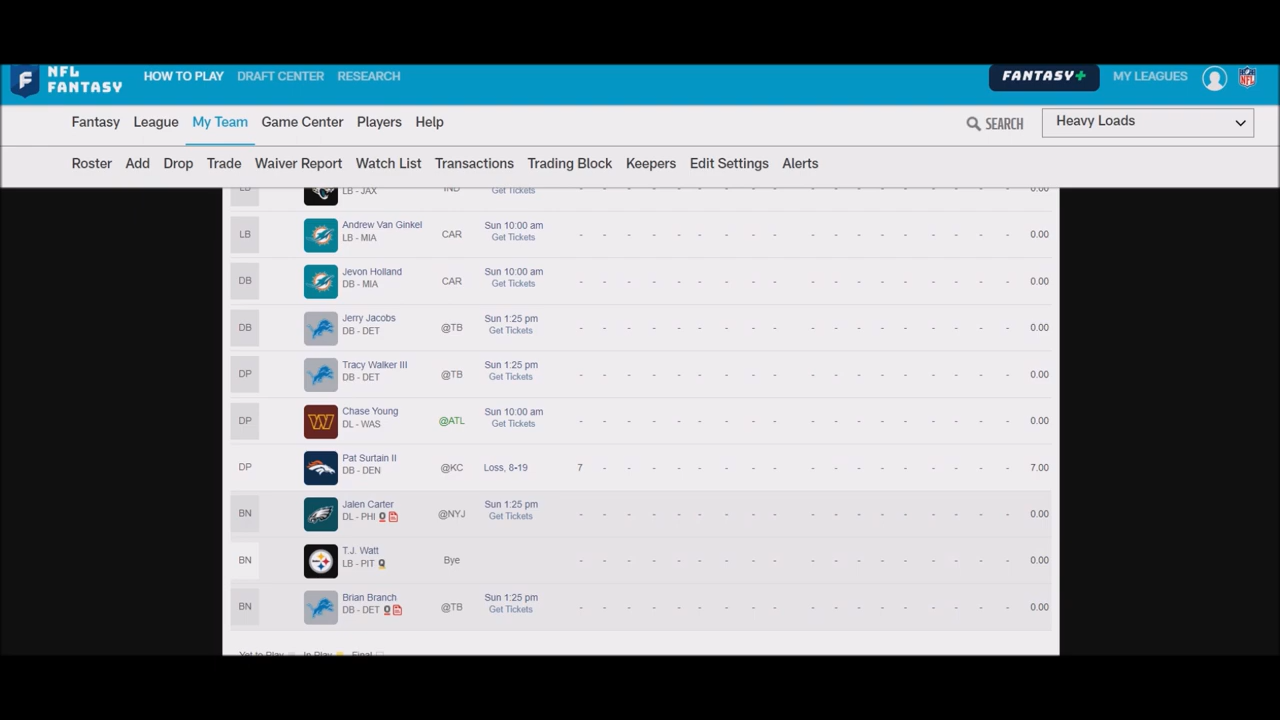 NFL
FANTASY
HOW TO PLAY DRAFT CENTER RESEARCH
FANTASY+ MY LEAGUES
Fantasy League My Team Game Center Players Help
SEARCH Heavy Loads
Roster Add Drop Trade Waiver Report Watch List Transactions Trading Block Keepers Edit Settings Alerts
LB - JAX IND Get Tickets 0.00
LB Andrew Van Ginkel CAR Sun 10:00 am - - - - - - - - - - - - - - - - - - 0.00
LB - MIA Get Tickets
DB Jevon Holland CAR Sun 10:00 am - - - - - - - - - - - - - - - - - - 0.00
DB - MIA Get Tickets
DB Jerry Jacobs @TB Sun 1:25 pm - - - - - - - - - - - - - - - - - - 0.00
DB - DET Get Tickets
DP Tracy Walker III @TB Sun 1:25 pm - - - - - - - - - - - - - - - - - - 0.00
DB - DET Get Tickets
DP Chase Young @ATL Sun 10:00 am - - - - - - - - - - - - - - - - - - 0.00
DL - WAS Get Tickets
DP Pat Surtain II @KC Loss, 8-19 7 - - - - - - - - - - - - - - - - - 7.00
DB - DEN
BN Jalen Carter @NYJ Sun 1:25 pm - - - - - - - - - - - - - - - - - - 0.00
DL - PHI Q Get Tickets
BN T.J. Watt Bye - - - - - - - - - - - - - - - - - - 0.00
LB - PIT Q
BN Brian Branch @TB Sun 1:25 pm - - - - - - - - - - - - - - - - - - 0.00
DB - DET Q Get Tickets
Yet to Play In Play Final